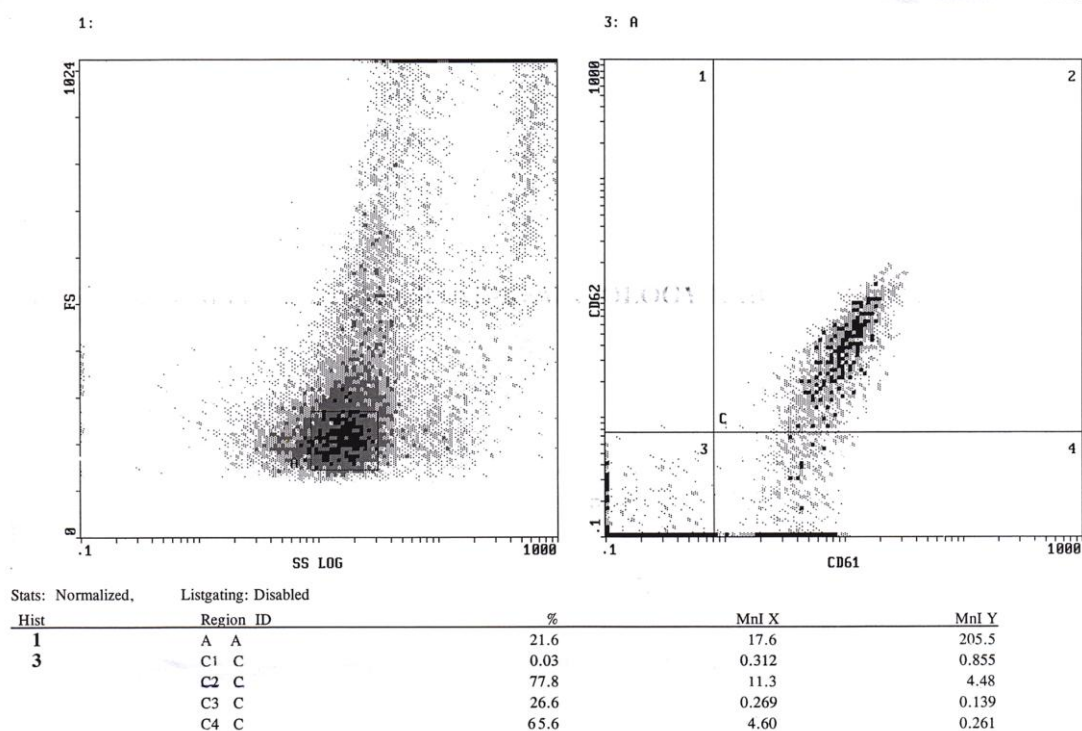 1:
3: A
1024
FS
0
.1
SS LOG
1000
1000
CD62
.1
1
2
C
3
4
.1
CD61
1000
A
Stats: Normalized, Listgating: Disabled
Hist Region ID % MnI X MnI Y
1 A A 21.6 17.6 205.5
3 C1 C 0.03 0.312 0.855
C2 C 77.8 11.3 4.48
C3 C 26.6 0.269 0.139
C4 C 65.6 4.60 0.261